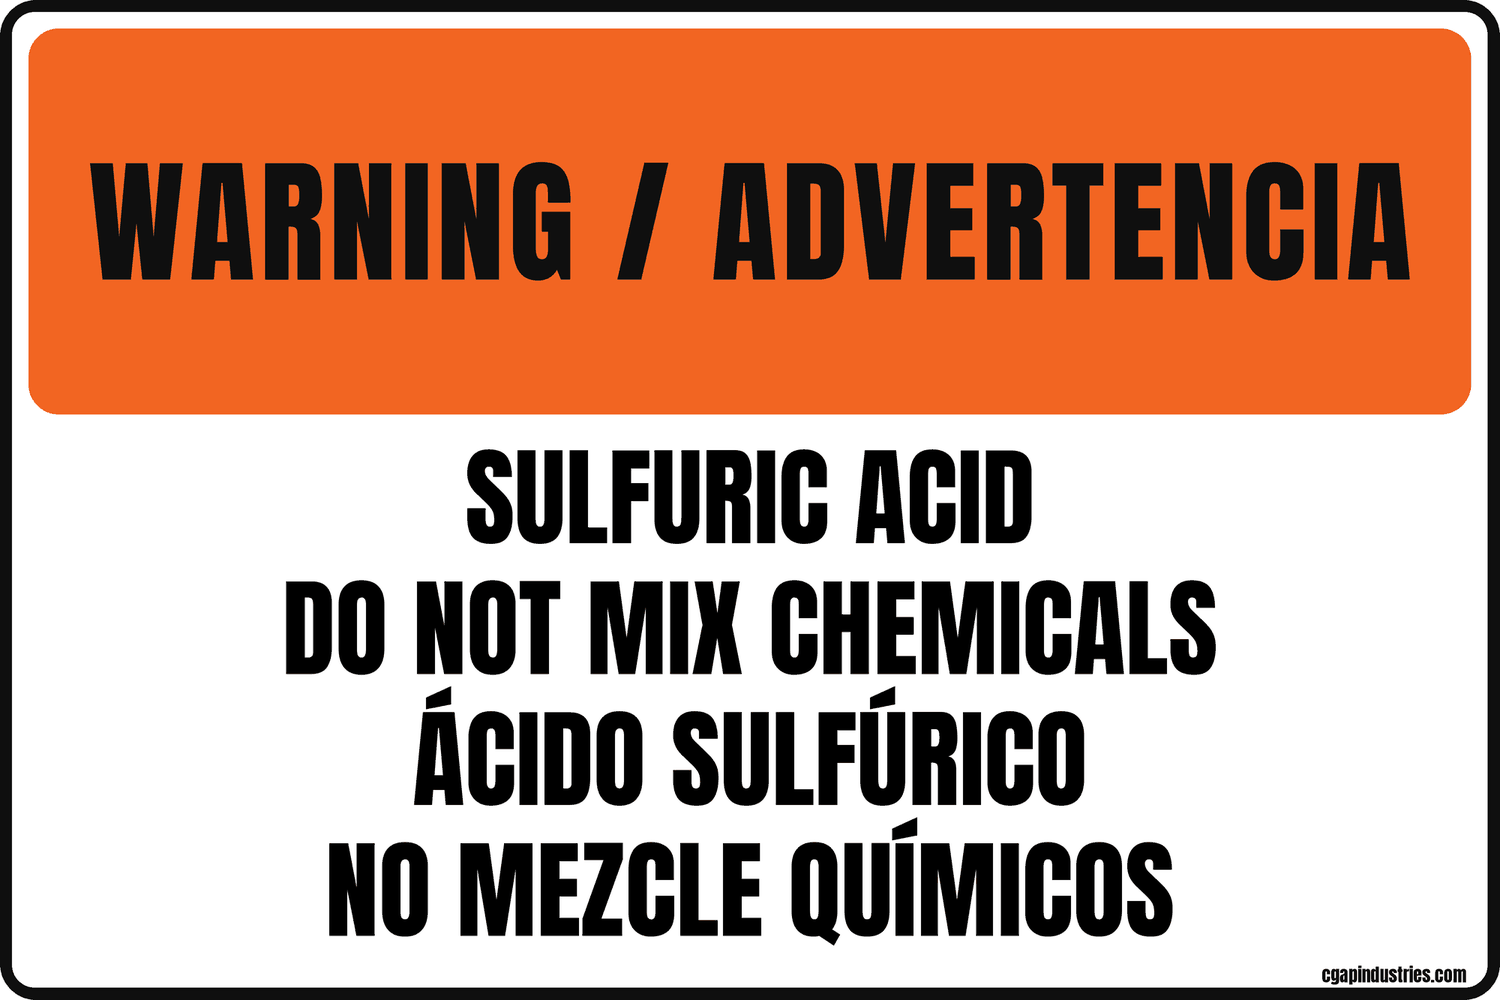 WARNING / ADVERTENCIA
SULFURIC ACID
DO NOT MIX CHEMICALS
ÁCIDO SULFÚRICO
NO MEZCLE QUÍMICOS
cgapindustries.com